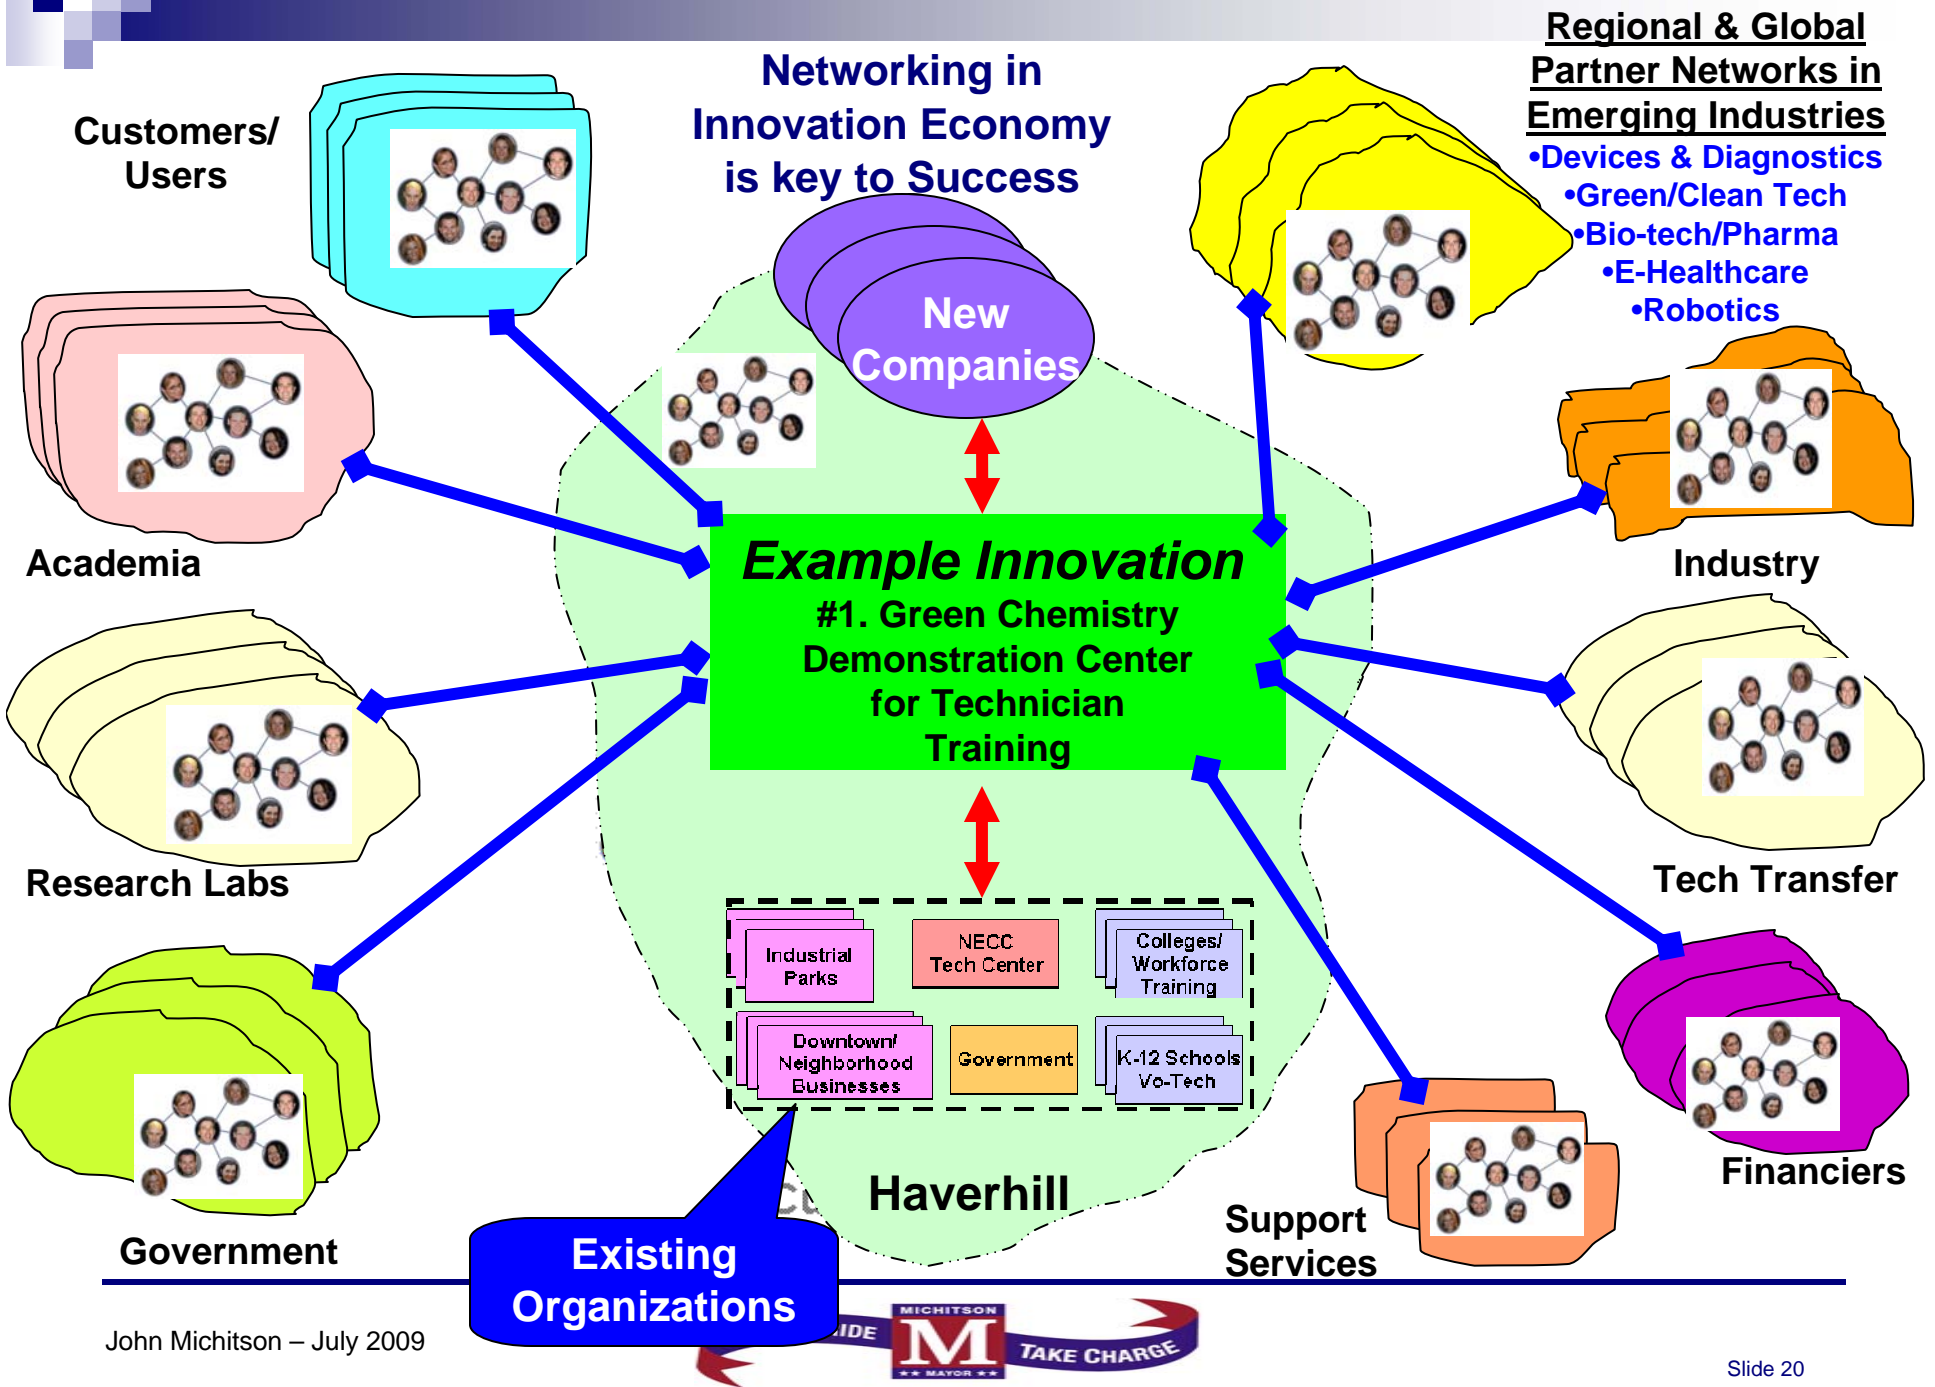 Networking in
Innovation Economy
is key to Success
Regional & Global
Partner Networks in
Emerging Industries
•Devices & Diagnostics
•Green/Clean Tech
•Bio-tech/Pharma
•E-Healthcare
•Robotics
Customers/
Users
New
Companies
Academia
Industry
Example Innovation
#1. Green Chemistry
Demonstration Center
for Technician
Training
Research Labs
Tech Transfer
Industrial
Parks
NECC
Tech Center
Colleges/
Workforce
Training
Downtown/
Neighborhood
Businesses
Government
K-12 Schools
Vo-Tech
Haverhill
Government
Support
Services
Financiers
Existing
Organizations
John Michitson – July 2009
IDE
MICHITSON
M
★★ MAYOR ★★
TAKE CHARGE
Slide 20